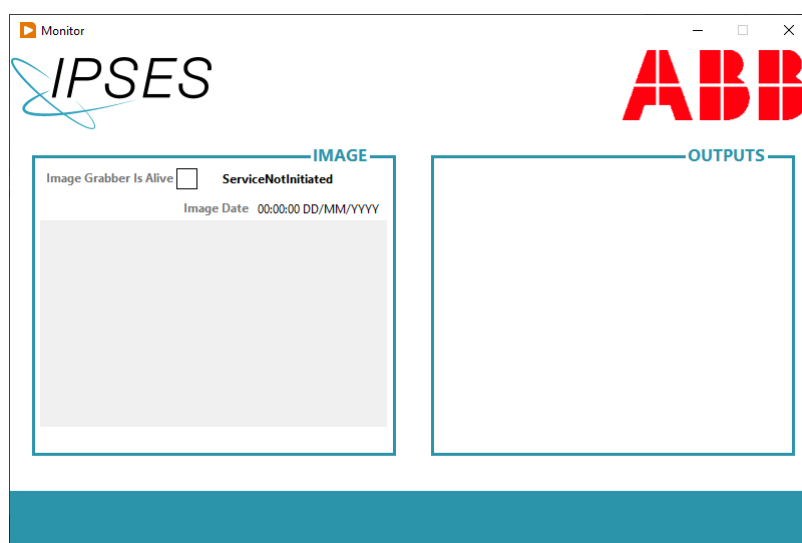 Monitor
IPSES
ABB
IMAGE
Image Grabber Is Alive ServiceNotInitiated
Image Date 00:00:00 DD/MM/YYYY
OUTPUTS